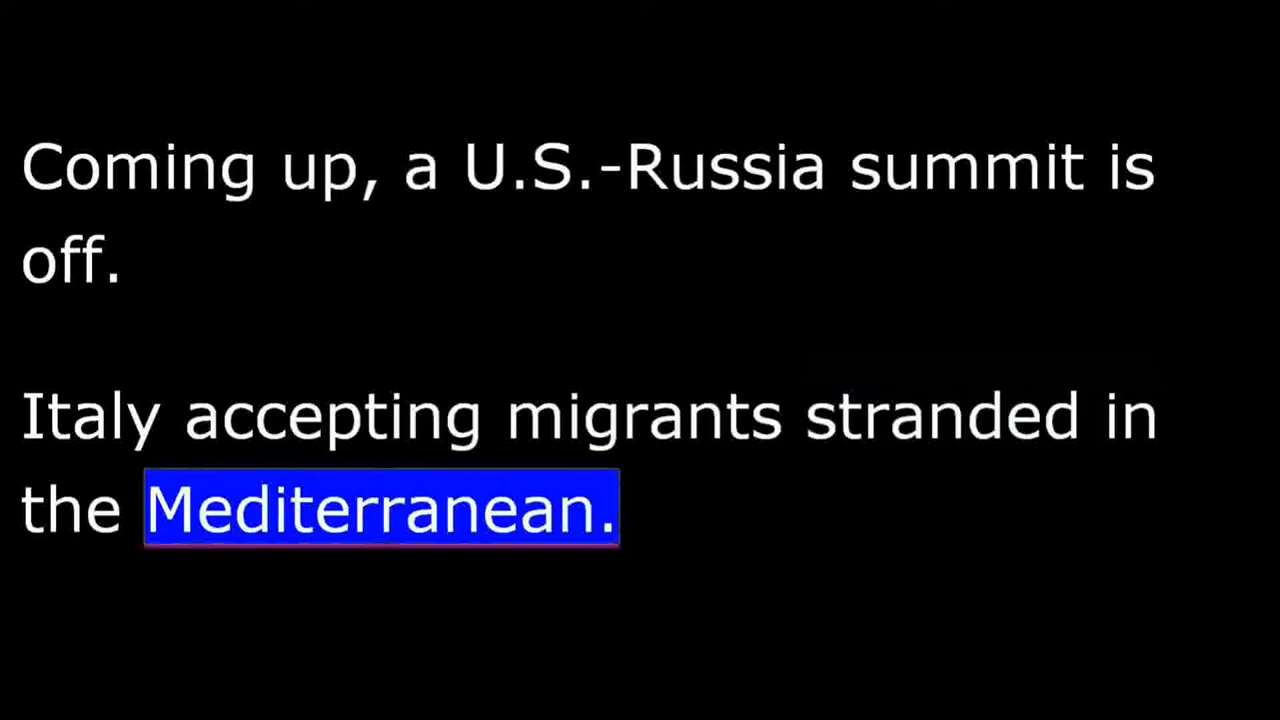 Coming up, a U.S.-Russia summit is
off.
Italy accepting migrants stranded in
the Mediterranean.